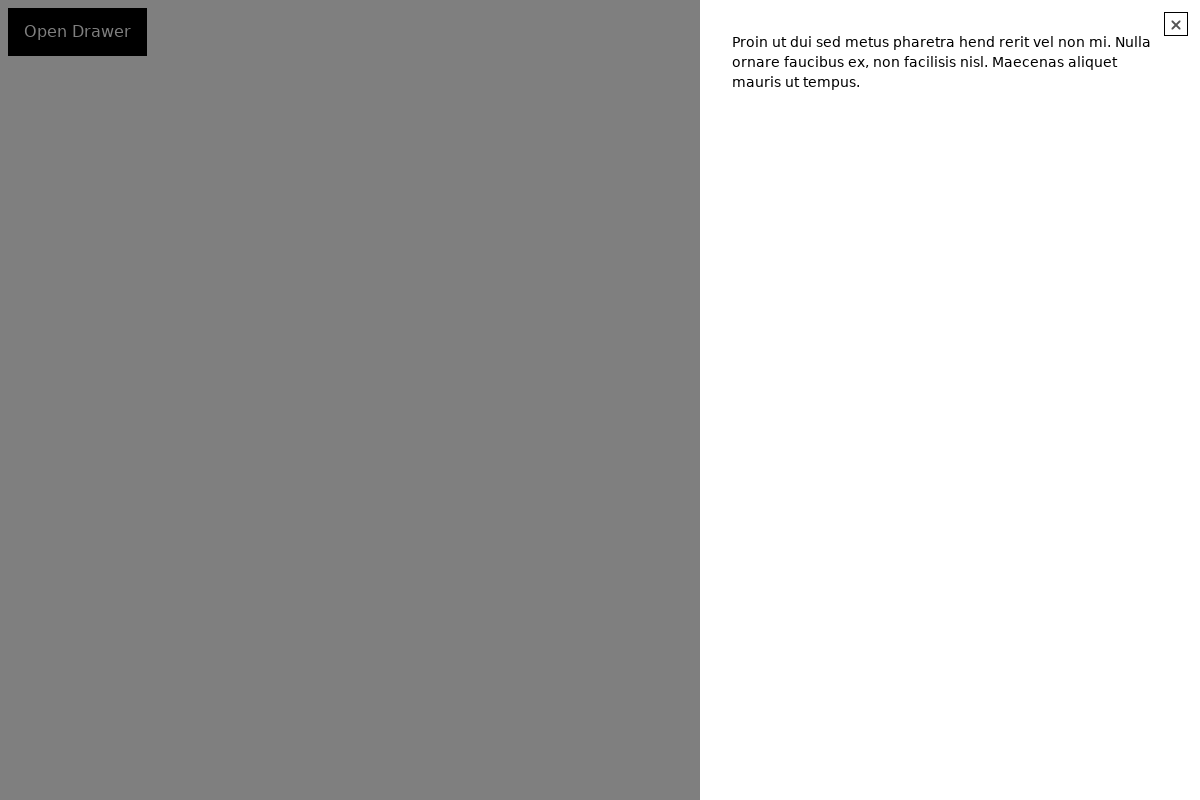 Open Drawer
Proin ut dui sed metus pharetra hend rerit vel non mi. Nulla
ornare faucibus ex, non facilisis nisl. Maecenas aliquet
mauris ut tempus.